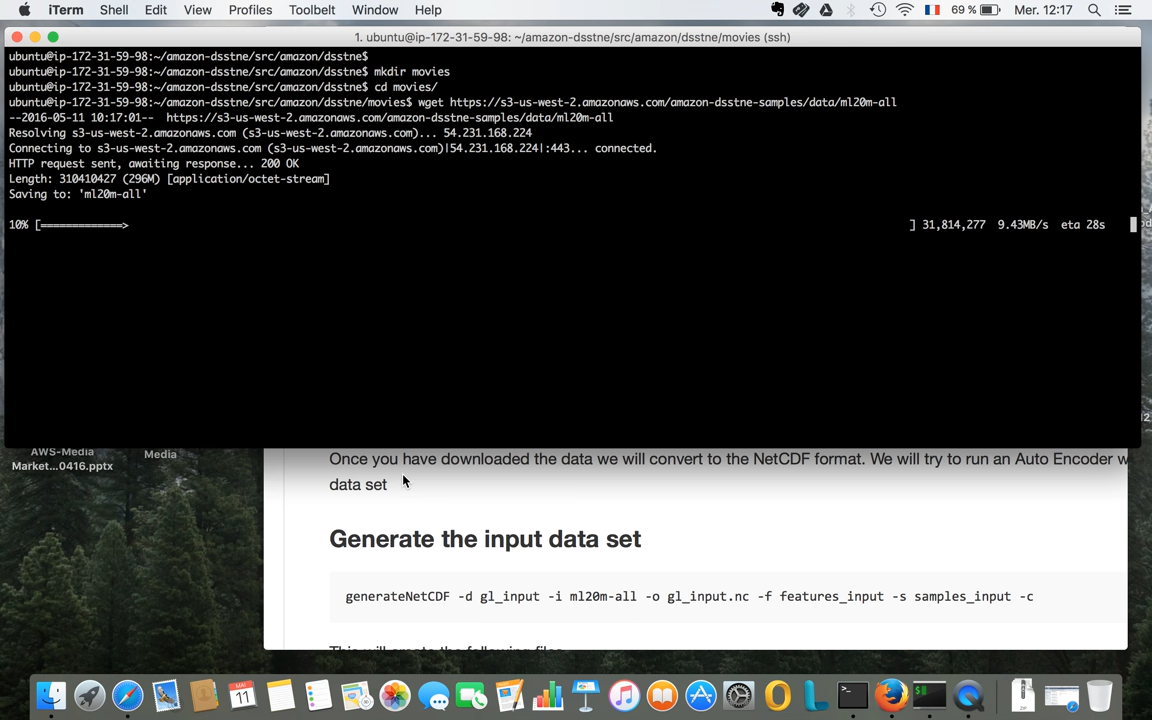 iTerm Shell Edit View Profiles Toolbelt Window Help 69 % Mer. 12:17
1. ubuntu@ip-172-31-59-98: ~/amazon-dsstne/src/amazon/dsstne/movies (ssh)
ubuntu@ip-172-31-59-98:~/amazon-dsstne/src/amazon/dsstne$
ubuntu@ip-172-31-59-98:~/amazon-dsstne/src/amazon/dsstne$ mkdir movies
ubuntu@ip-172-31-59-98:~/amazon-dsstne/src/amazon/dsstne$ cd movies/
ubuntu@ip-172-31-59-98:~/amazon-dsstne/src/amazon/dsstne/movies$ wget https://s3-us-west-2.amazonaws.com/amazon-dsstne-samples/data/ml20m-all
--2016-05-11 10:17:01-- https://s3-us-west-2.amazonaws.com/amazon-dsstne-samples/data/ml20m-all
Resolving s3-us-west-2.amazonaws.com (s3-us-west-2.amazonaws.com)... 54.231.168.224
Connecting to s3-us-west-2.amazonaws.com (s3-us-west-2.amazonaws.com)|54.231.168.224|:443... connected.
HTTP request sent, awaiting response... 200 OK
Length: 310410427 (296M) [application/octet-stream]
Saving to: 'ml20m-all'
10% [=============> ] 31,814,277 9.43MB/s eta 28s
AWS-Media
Market...0416.pptx
Media
Once you have downloaded the data we will convert to the NetCDF format. We will try to run an Auto Encoder
data set
Generate the input data set
generateNetCDF -d gl_input -i ml20m-all -o gl_input.nc -f features_input -s samples_input -c
This will create the following files
MAY
11